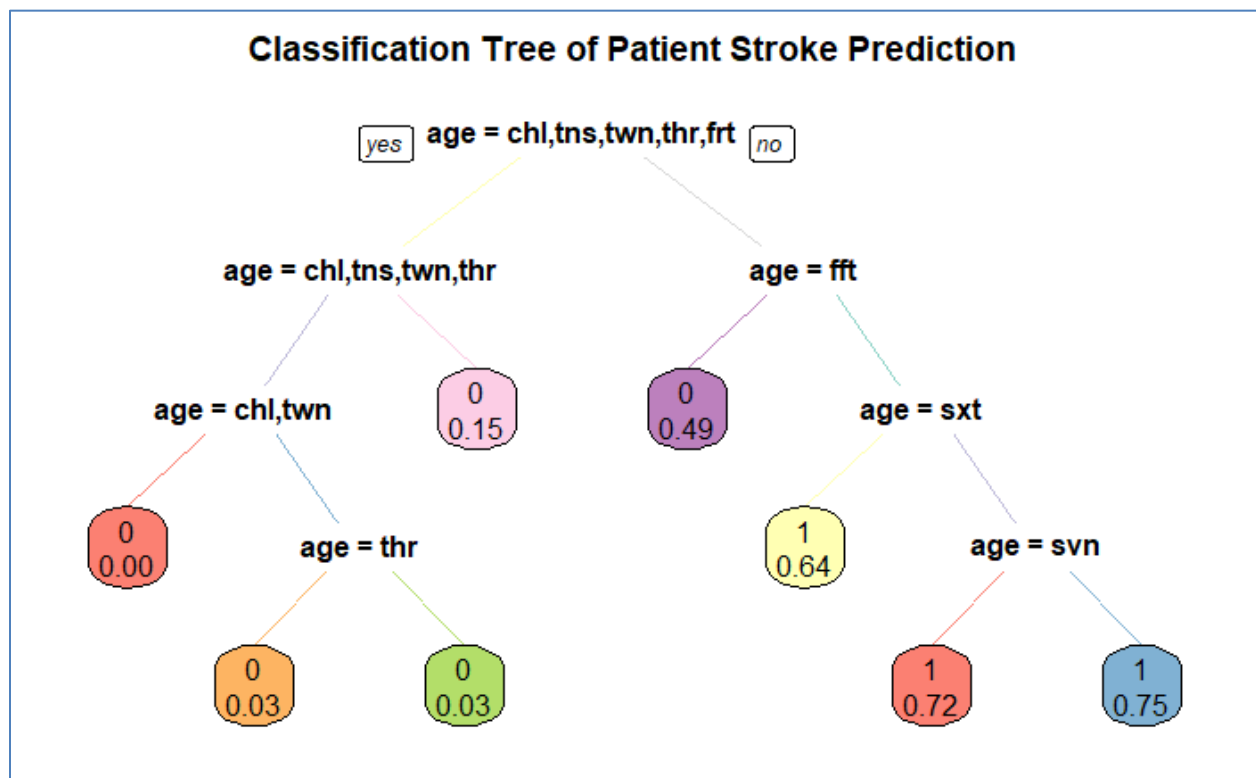 Classification Tree of Patient Stroke Prediction
yes age = chl,tns,twn,thr,frt no
age = chl,tns,twn,thr
age = fft
age = chl,twn
0
0.15
0
0.49
age = sxt
0
0.00
age = thr
1
0.64
age = svn
0
0.03
0
0.03
1
0.72
1
0.75